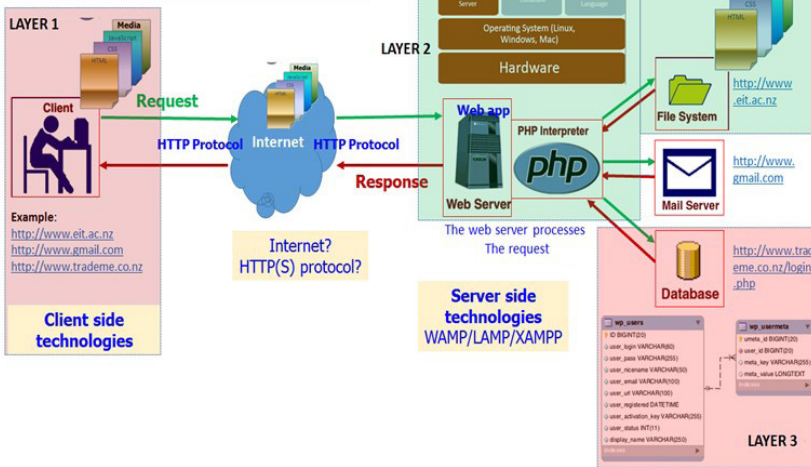 LAYER 1
Media
JavaScript
CSS
HTML
Client
Request
HTTP Protocol
Example:
http://www.eit.ac.nz
http://www.gmail.com
http://www.trademe.co.nz
Client side
technologies
Media
CSS
HTML
Internet
HTTP Protocol
Response
Internet?
HTTP(S) protocol?
LAYER 2
Server
Language
Operating System (Linux,
Windows, Mac)
Hardware
Web app
Web Server
PHP Interpreter
php
The web server processes
The request
Server side
technologies
WAMP/LAMP/XAMPP
CSS
HTML
File System
http://www
.eit.ac.nz
Mail Server
http://www.
gmail.com
Database
http://www.trad
eme.co.nz/login
.php
wp_users
ID BIGINT(20)
user_login VARCHAR(60)
user_pass VARCHAR(255)
user_nicename VARCHAR(50)
user_email VARCHAR(100)
user_url VARCHAR(100)
user_registered DATETIME
user_activation_key VARCHAR(255)
user_status INT(11)
display_name VARCHAR(250)
Indexes
wp_usermeta
umeta_id BIGINT(20)
user_id BIGINT(20)
meta_key VARCHAR(255)
meta_value LONGTEXT
Indexes
LAYER 3